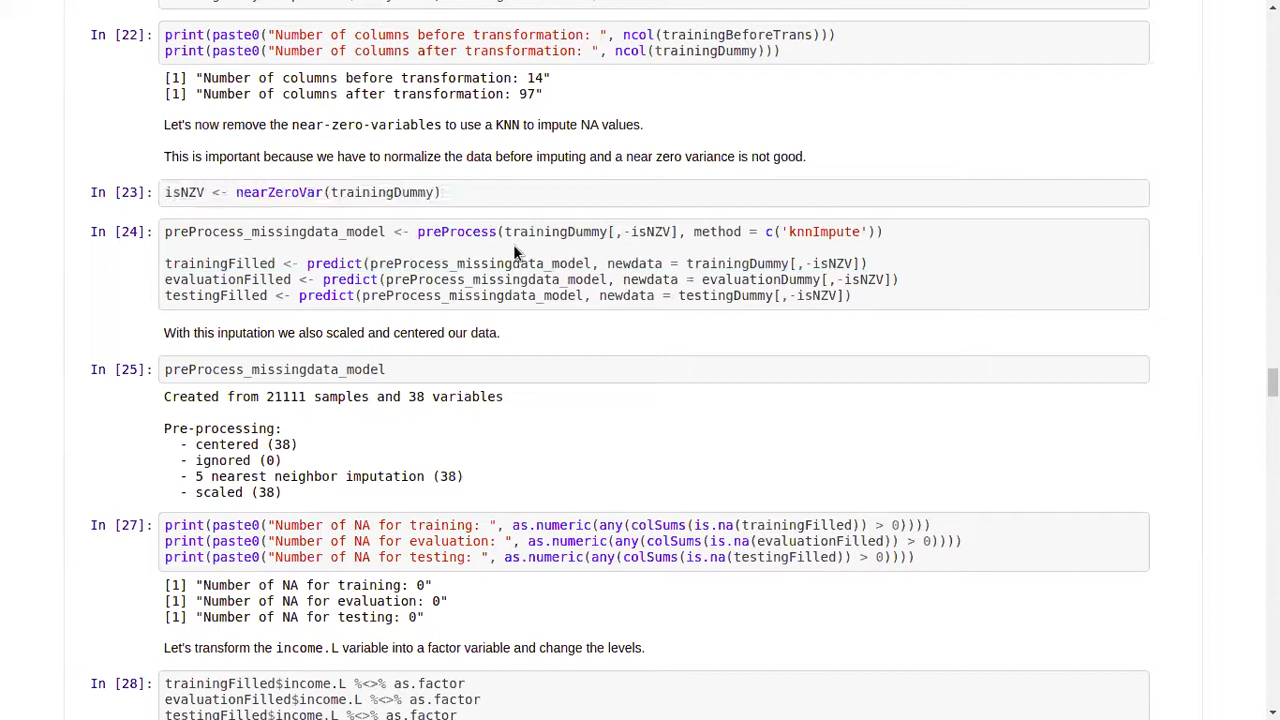 In [22]: print(paste0("Number of columns before transformation: ", ncol(trainingBeforeTrans)))
print(paste0("Number of columns after transformation: ", ncol(trainingDummy)))
[1] "Number of columns before transformation: 14"
[1] "Number of columns after transformation: 97"
Let's now remove the near-zero-variables to use a KNN to impute NA values.
This is important because we have to normalize the data before imputing and a near zero variance is not good.
In [23]: isNZV <- nearZeroVar(trainingDummy)
In [24]: preProcess_missingdata_model <- preProcess(trainingDummy[,-isNZV], method = c('knnImpute'))
trainingFilled <- predict(preProcess_missingdata_model, newdata = trainingDummy[,-isNZV])
evaluationFilled <- predict(preProcess_missingdata_model, newdata = evaluationDummy[,-isNZV])
testingFilled <- predict(preProcess_missingdata_model, newdata = testingDummy[,-isNZV])
With this inputation we also scaled and centered our data.
In [25]: preProcess_missingdata_model
Created from 21111 samples and 38 variables
Pre-processing:
- centered (38)
- ignored (0)
- 5 nearest neighbor imputation (38)
- scaled (38)
In [27]: print(paste0("Number of NA for training: ", as.numeric(any(colSums(is.na(trainingFilled)) > 0))))
print(paste0("Number of NA for evaluation: ", as.numeric(any(colSums(is.na(evaluationFilled)) > 0))))
print(paste0("Number of NA for testing: ", as.numeric(any(colSums(is.na(testingFilled)) > 0))))
[1] "Number of NA for training: 0"
[1] "Number of NA for evaluation: 0"
[1] "Number of NA for testing: 0"
Let's transform the income.L variable into a factor variable and change the levels.
In [28]: trainingFilled$income.L %<>% as.factor
evaluationFilled$income.L %<>% as.factor
testingFilled$income.L %<>% as.factor